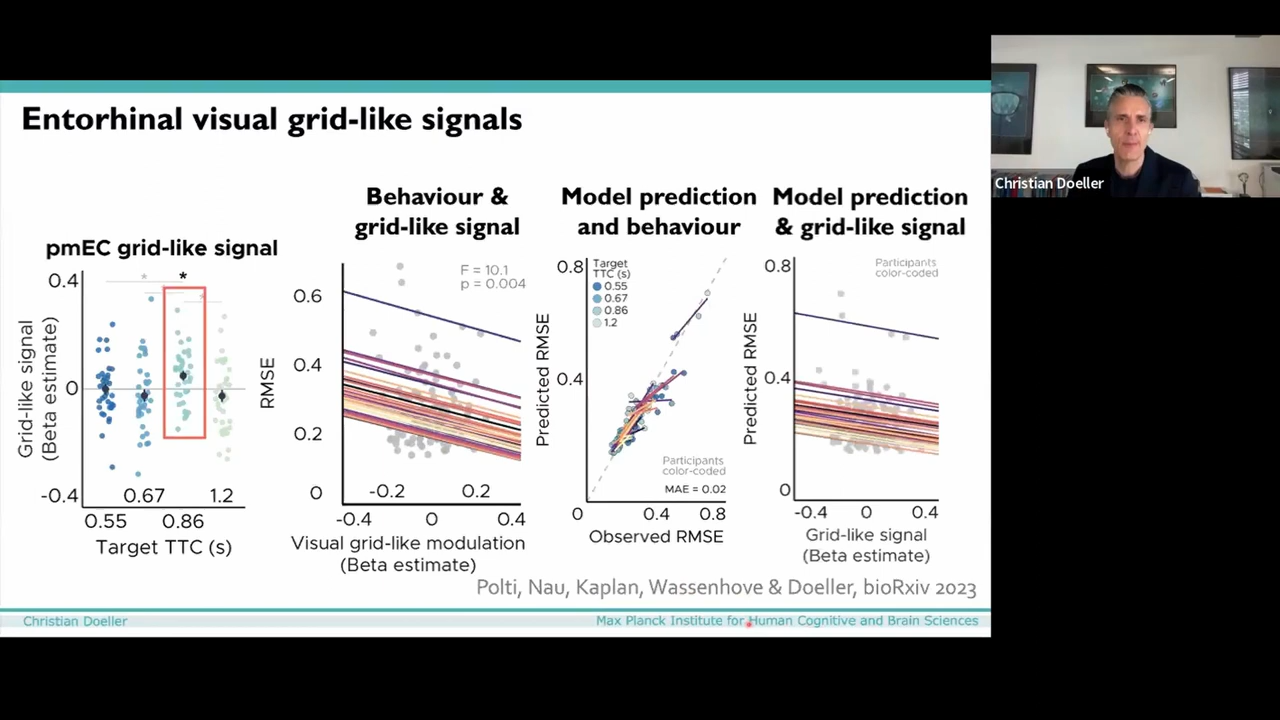 Entorhinal visual grid-like signals
Christian Doeller
pmEC grid-like signal
*
*
*
0.4
0
-0.4
Grid-like signal
(Beta estimate)
0.67
1.2
0.55
0.86
Target TTC (s)
Behaviour &
grid-like signal
F = 10.1
p = 0.004
0.6
0.4
0.2
0
RMSE
-0.2
0.2
-0.4
0
0.4
Visual grid-like modulation
(Beta estimate)
Model prediction
and behaviour
Target
TTC (s)
0.55
0.67
0.86
1.2
0.8
0.4
Predicted RMSE
Participants
color-coded
MAE = 0.02
0
0.4
0.8
Observed RMSE
Model prediction
& grid-like signal
Participants
color-coded
0.8
0.4
0
Predicted RMSE
-0.4
0
0.4
Grid-like signal
(Beta estimate)
Polti, Nau, Kaplan, Wassenhove & Doeller, bioRxiv 2023
Christian Doeller
Max Planck Institute for Human Cognitive and Brain Sciences